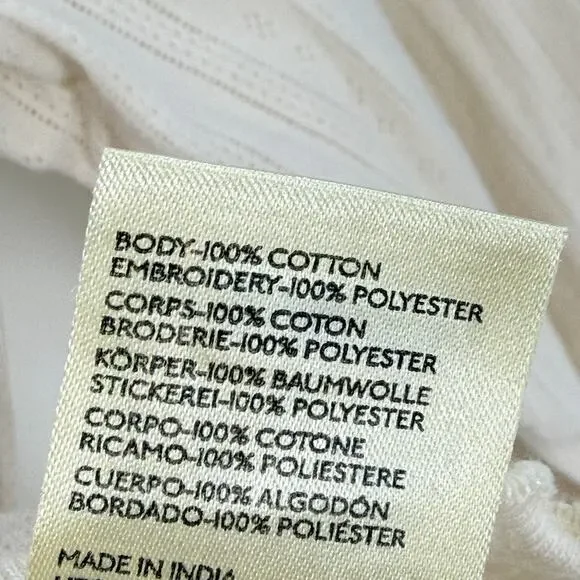 BODY-100% COTTON
EMBROIDERY-100% POLYESTER
CORPS-100% COTON
BRODERIE-100% POLYESTER
KÖRPER-100% BAUMWOLLE
STICKEREI-100% POLYESTER
CORPO-100% COTONE
RICAMO-100% POLIESTERE
CUERPO-100% ALGODÓN
BORDADO-100% POLIÉSTER
MADE IN INDIA